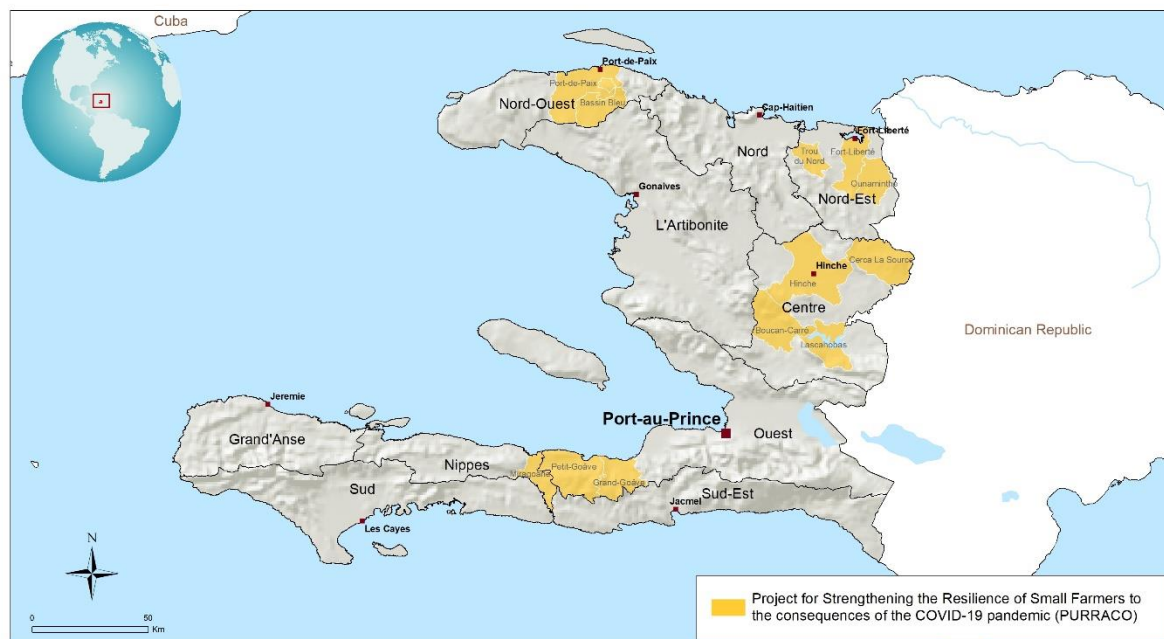 Cuba
Port-de-Paix
Port-de-Paix
Bassin Bleu
Nord-Ouest
Cap-Haitien
Fort-Liberté
Trou
du Nord
Fort-Liberté
Nord
Ounaminthe
Nord-Est
Gonaives
L'Artibonite
Cerca La Source
Hinche
Hinche
Centre
Boucan-Carré
Lascahobas
Dominican Republic
Jeremie
Port-au-Prince
Ouest
Grand'Anse
Nippes
Miragoâne
Petit-Goâve
Grand-Goâve
Sud
Sud-Est
Jacmel
Les Cayes
N
0
50
Km
Project for Strengthening the Resilience of Small Farmers to
the consequences of the COVID-19 pandemic (PURRACO)